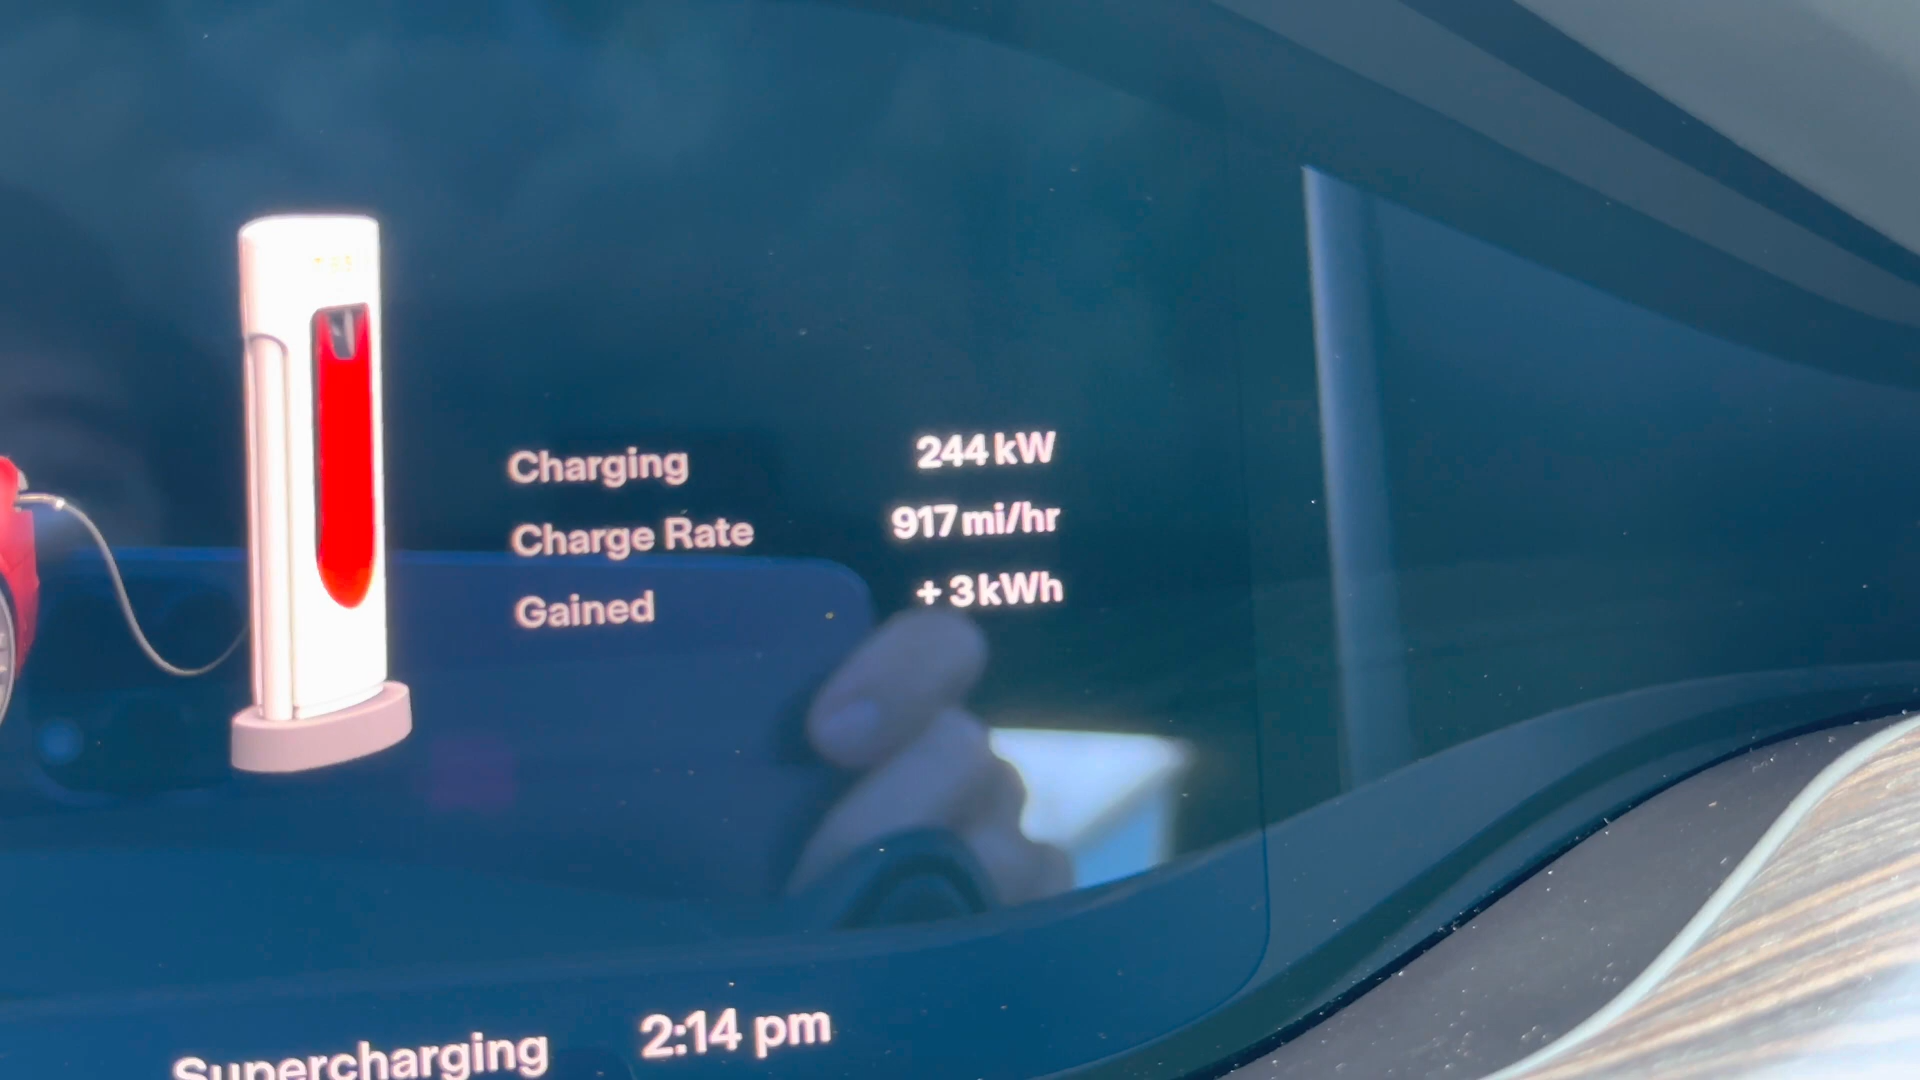 Charging 244 kW
Charge Rate 917 mi/hr
Gained + 3 kWh
Supercharging 2:14 pm